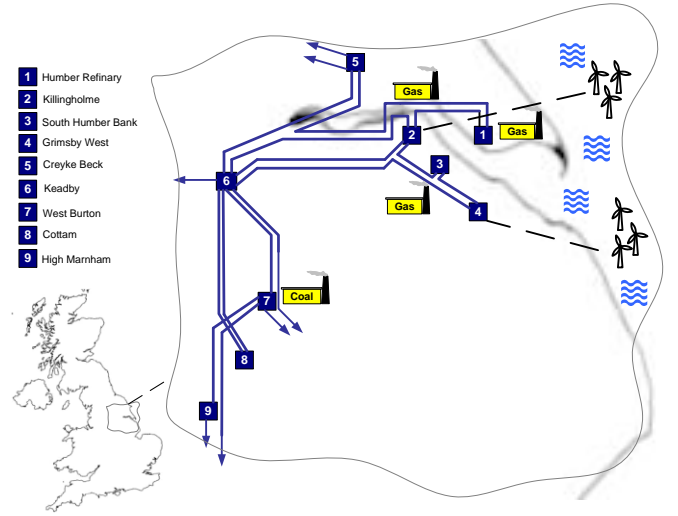 1 Humber Refinary
2 Killingholme
3 South Humber Bank
4 Grimsby West
5 Creyke Beck
6 Keadby
7 West Burton
8 Cottam
9 High Marnham
5
Gas
2
1
Gas
3
6
Gas
4
7
Coal
8
9